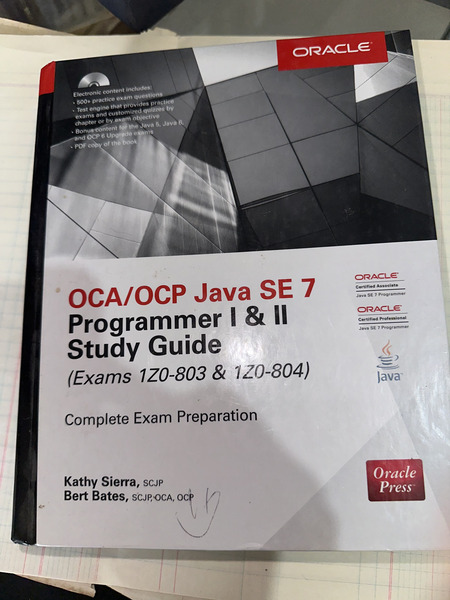 ORACLE
Electronic content includes:
• 500+ practice exam questions
• Test engine that provides practice
exams and customized quizzes by
chapter or by exam objective
• Bonus content for the Java 5, Java 6,
and OCP 6 Upgrade exams
• PDF copy of the book
OCA/OCP Java SE 7
Programmer I & II
Study Guide
(Exams 1Z0-803 & 1Z0-804)
Complete Exam Preparation
ORACLE
Certified Associate
Java SE 7 Programmer
ORACLE
Certified Professional
Java SE 7 Programmer
Java
Kathy Sierra, SCJP
Bert Bates, SCJP, OCA, OCP
Oracle
Press